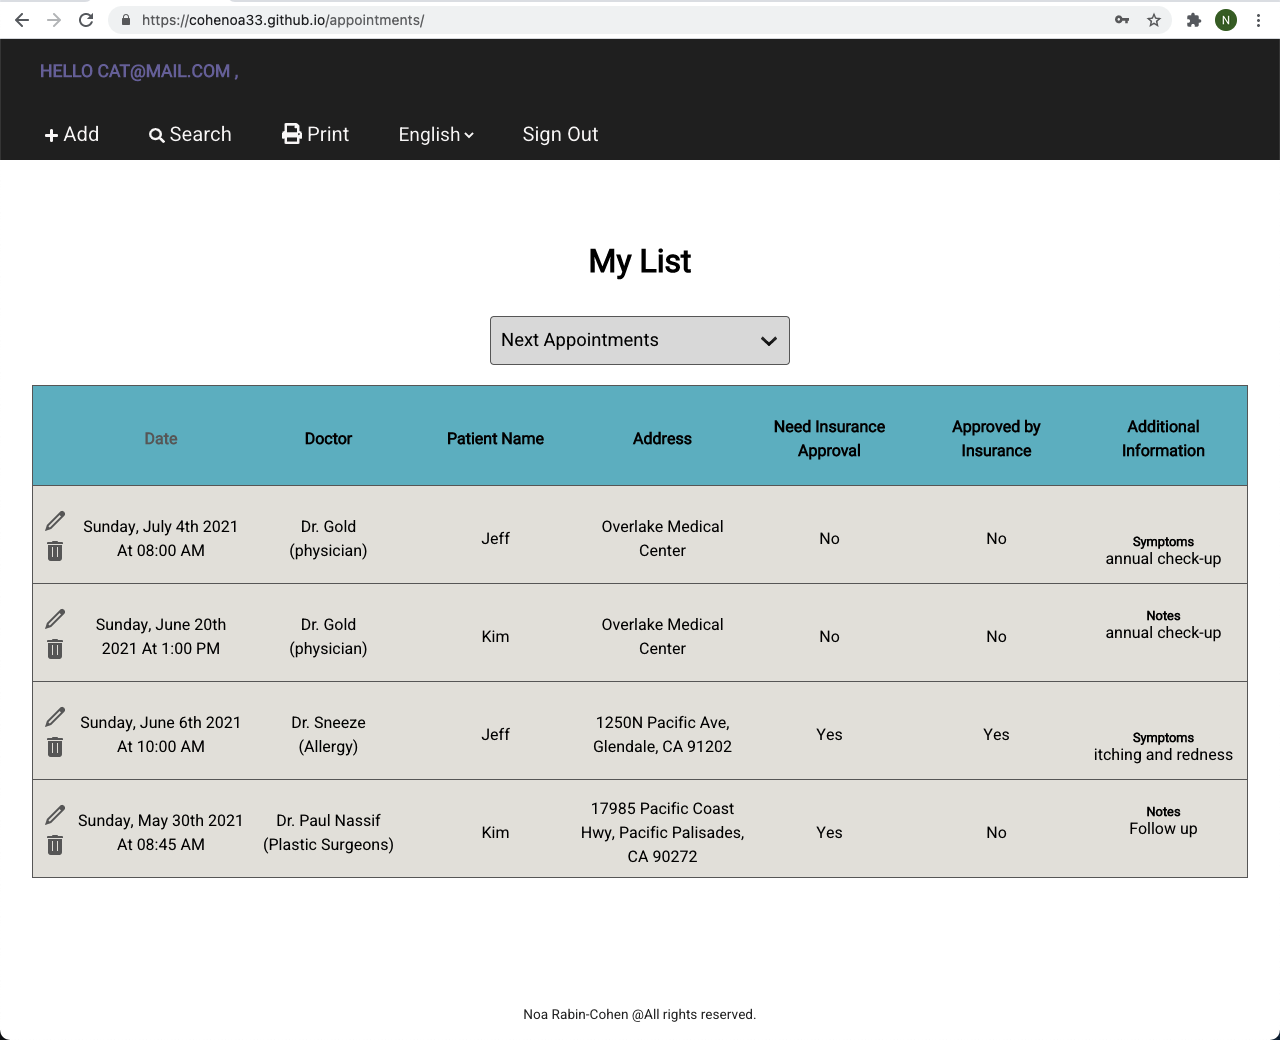 https://cohenoa33.github.io/appointments/
N
HELLO CAT@MAIL.COM ,
Add Search Print English Sign Out
My List
Next Appointments
Date Doctor Patient Name Address Need Insurance Approval Approved by Insurance Additional Information
Sunday, July 4th 2021 At 08:00 AM Dr. Gold (physician) Jeff Overlake Medical Center No No Symptoms annual check-up
Sunday, June 20th 2021 At 1:00 PM Dr. Gold (physician) Kim Overlake Medical Center No No Notes annual check-up
Sunday, June 6th 2021 At 10:00 AM Dr. Sneeze (Allergy) Jeff 1250N Pacific Ave, Glendale, CA 91202 Yes Yes Symptoms itching and redness
Sunday, May 30th 2021 At 08:45 AM Dr. Paul Nassif (Plastic Surgeons) Kim 17985 Pacific Coast Hwy, Pacific Palisades, CA 90272 Yes No Notes Follow up
Noa Rabin-Cohen @All rights reserved.